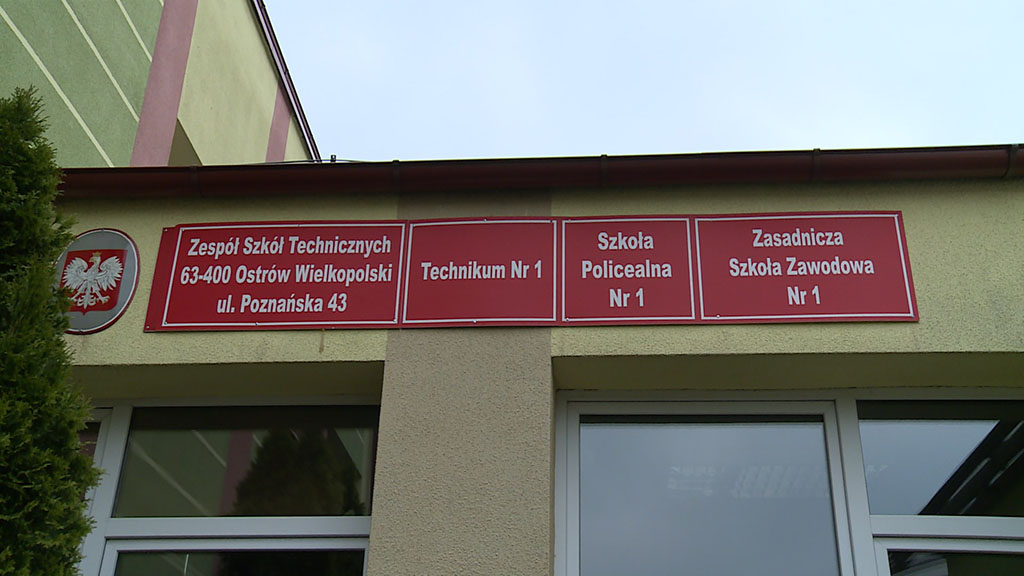 Zespół Szkół Technicznych
63-400 Ostrów Wielkopolski
ul. Poznańska 43
Technikum Nr 1
Szkoła
Policealna
Nr 1
Zasadnicza
Szkoła Zawodowa
Nr 1